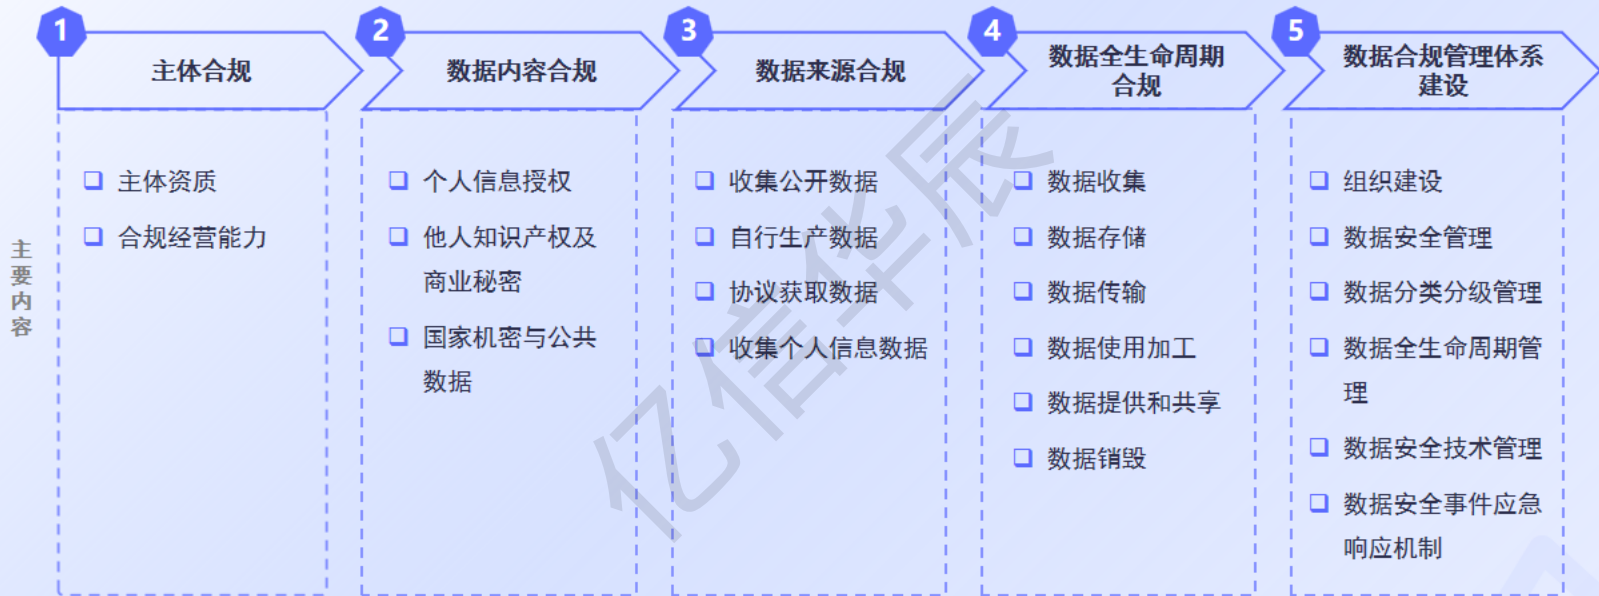 1
主体合规
主体资质
合规经营能力
2
数据内容合规
个人信息授权
他人知识产权及
商业秘密
国家机密与公共
数据
3
数据来源合规
收集公开数据
自行生产数据
协议获取数据
收集个人信息数据
4
数据全生命周期
合规
数据收集
数据存储
数据传输
数据使用加工
数据提供和共享
数据销毁
5
数据合规管理体系
建设
组织建设
数据安全管理
数据分类分级管理
数据全生命周期管
理
数据安全技术管理
数据安全事件应急
响应机制
主要内容
亿信华辰